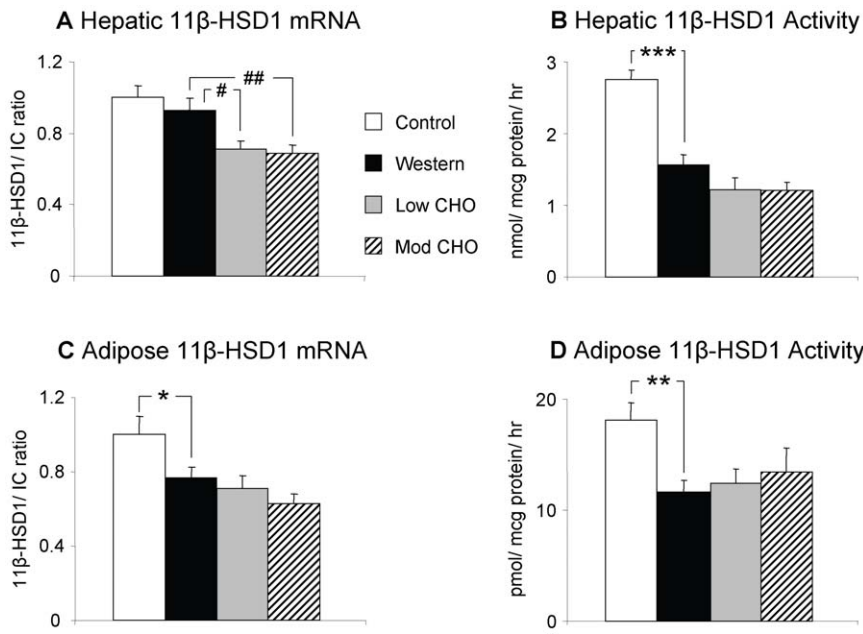 A Hepatic 11β-HSD1 mRNA
11β-HSD1/ IC ratio
1.2
0.8
0.4
0
##
#
Control
Western
Low CHO
Mod CHO
B Hepatic 11β-HSD1 Activity
nmol/ mcg protein/ hr
3
2
1
0
***
C Adipose 11β-HSD1 mRNA
11β-HSD1/ IC ratio
1.2
0.8
0.4
0
*
D Adipose 11β-HSD1 Activity
pmol/ mcg protein/ hr
20
10
0
**